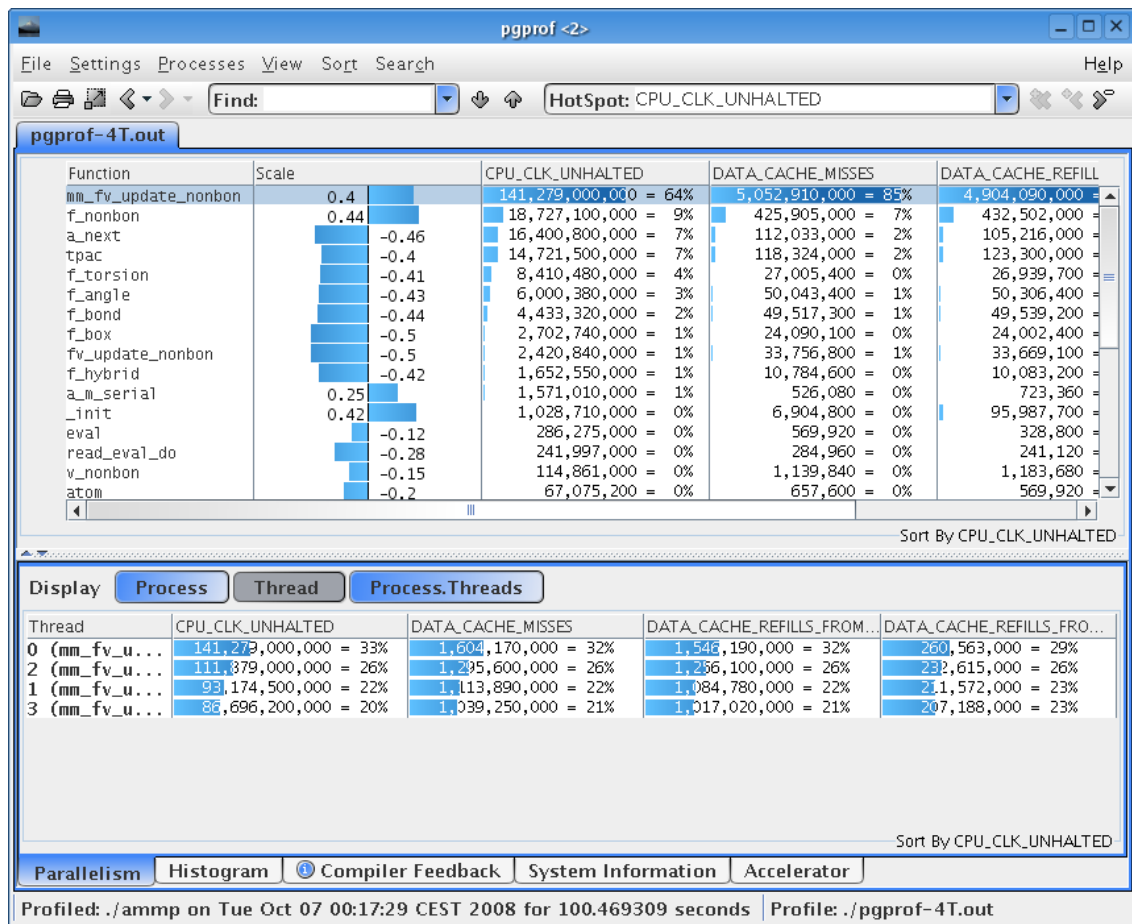 pgprof <2>
File Settings Processes View Sort Search Help
Find: HotSpot: CPU_CLK_UNHALTED
pgprof-4T.out
Function Scale CPU_CLK_UNHALTED DATA_CACHE_MISSES DATA_CACHE_REFILL
mm_fv_update_nonbon 0.4 141,279,000,000 = 64% 5,052,910,000 = 85% 4,904,090,000 =
f_nonbon 0.44 18,727,100,000 = 9% 425,905,000 = 7% 432,502,000 =
a_next -0.46 16,400,800,000 = 7% 112,033,000 = 2% 105,216,000 =
tpac -0.4 14,721,500,000 = 7% 118,324,000 = 2% 123,300,000 =
f_torsion -0.41 8,410,480,000 = 4% 27,005,400 = 0% 26,939,700 =
f_angle -0.43 6,000,380,000 = 3% 50,043,400 = 1% 50,306,400 =
f_bond -0.44 4,433,320,000 = 2% 49,517,300 = 1% 49,539,200 =
f_box -0.5 2,702,740,000 = 1% 24,090,100 = 0% 24,002,400 =
fv_update_nonbon -0.5 2,420,840,000 = 1% 33,756,800 = 1% 33,669,100 =
f_hybrid -0.42 1,652,550,000 = 1% 10,784,600 = 0% 10,083,200 =
a_m_serial 0.25 1,571,010,000 = 1% 526,080 = 0% 723,360 =
_init 0.42 1,028,710,000 = 0% 6,904,800 = 0% 95,987,700 =
eval -0.12 286,275,000 = 0% 569,920 = 0% 328,800 =
read_eval_do -0.28 241,997,000 = 0% 284,960 = 0% 241,120 =
v_nonbon -0.15 114,861,000 = 0% 1,139,840 = 0% 1,183,680 =
atom -0.2 67,075,200 = 0% 657,600 = 0% 569,920 =
Sort By CPU_CLK_UNHALTED
Display Process Thread Process.Threads
Thread CPU_CLK_UNHALTED DATA_CACHE_MISSES DATA_CACHE_REFILLS_FROM... DATA_CACHE_REFILLS_FRO...
0 (mm_fv_u... 141,279,000,000 = 33% 1,604,170,000 = 32% 1,546,190,000 = 32% 260,563,000 = 29%
2 (mm_fv_u... 111,879,000,000 = 26% 1,295,600,000 = 26% 1,256,100,000 = 26% 232,615,000 = 26%
1 (mm_fv_u... 93,174,500,000 = 22% 1,113,890,000 = 22% 1,084,780,000 = 22% 211,572,000 = 23%
3 (mm_fv_u... 86,696,200,000 = 20% 1,039,250,000 = 21% 1,017,020,000 = 21% 207,188,000 = 23%
Sort By CPU_CLK_UNHALTED
Parallelism Histogram Compiler Feedback System Information Accelerator
Profiled: ./ammp on Tue Oct 07 00:17:29 CEST 2008 for 100.469309 seconds Profile: ./pgprof-4T.out